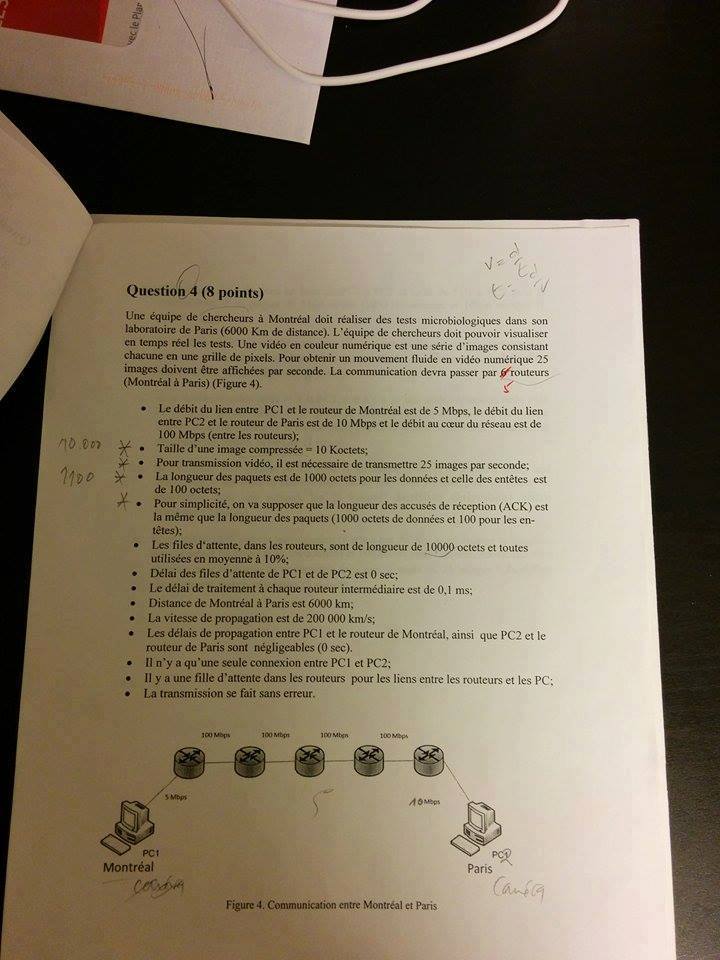 avec le Plan
V = d/t
t = d/V
Question 4 (8 points)
Une équipe de chercheurs à Montréal doit réaliser des tests microbiologiques dans son
laboratoire de Paris (6000 Km de distance). L'équipe de chercheurs doit pouvoir visualiser
en temps réel les tests. Une vidéo en couleur numérique est une série d'images consistant
chacune en une grille de pixels. Pour obtenir un mouvement fluide en vidéo numérique 25
images doivent être affichées par seconde. La communication devra passer par 6 routeurs
5
(Montréal à Paris) (Figure 4).
• Le débit du lien entre PC1 et le routeur de Montréal est de 5 Mbps, le débit du lien
entre PC2 et le routeur de Paris est de 10 Mbps et le débit au cœur du réseau est de
100 Mbps (entre les routeurs);
10.000 • Taille d'une image compressée = 10 Koctets;
• Pour transmission vidéo, il est nécessaire de transmettre 25 images par seconde;
1100 • La longueur des paquets est de 1000 octets pour les données et celle des entêtes est
de 100 octets;
• Pour simplicité, on va supposer que la longueur des accusés de réception (ACK) est
la même que la longueur des paquets (1000 octets de données et 100 pour les en-
têtes);
• Les files d'attente, dans les routeurs, sont de longueur de 10000 octets et toutes
utilisées en moyenne à 10%;
• Délai des files d'attente de PC1 et de PC2 est 0 sec;
• Le délai de traitement à chaque routeur intermédiaire est de 0,1 ms;
• Distance de Montréal à Paris est 6000 km;
• La vitesse de propagation est de 200 000 km/s;
• Les délais de propagation entre PC1 et le routeur de Montréal, ainsi que PC2 et le
routeur de Paris sont négligeables (0 sec).
• Il n'y a qu'une seule connexion entre PC1 et PC2;
• Il y a une fille d'attente dans les routeurs pour les liens entre les routeurs et les PC;
• La transmission se fait sans erreur.
100 Mbps 100 Mbps 100 Mbps 100 Mbps
5 Mbps 5 10 Mbps
PC1 PC2
Montréal Paris
Caméra
Figure 4. Communication entre Montréal et Paris